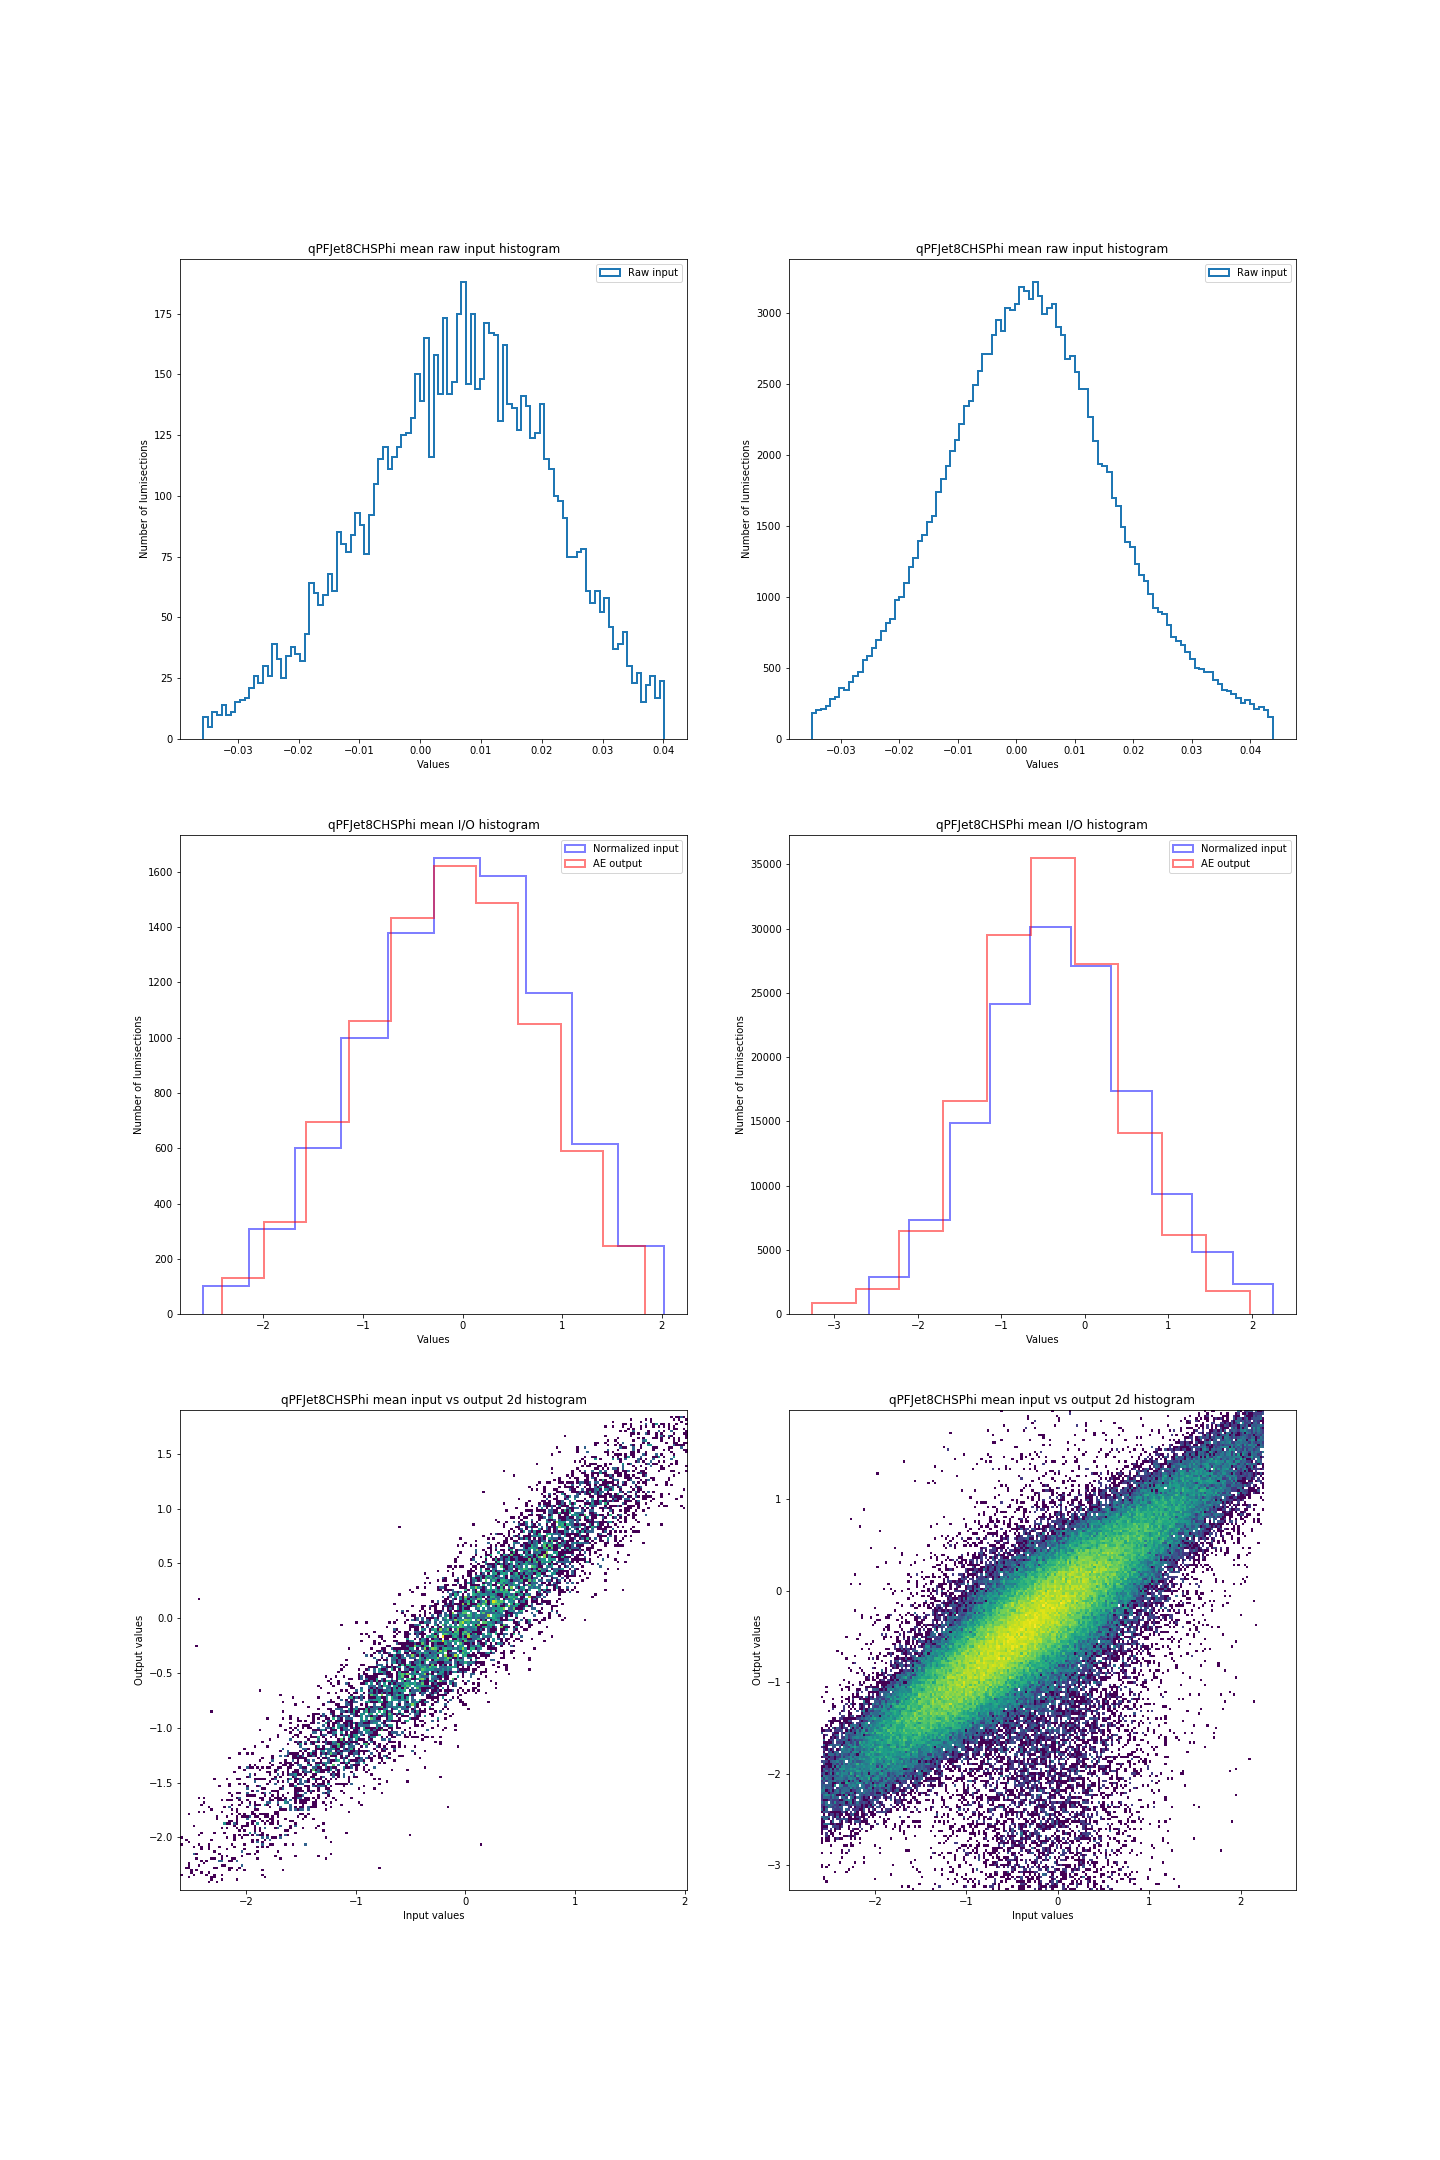 qPFJet8CHSPhi mean raw input histogram
Raw input
175
150
125
100
75
50
25
0
Number of lumisections
−0.03 −0.02 −0.01 0.00 0.01 0.02 0.03 0.04
Values
qPFJet8CHSPhi mean raw input histogram
Raw input
3000
2500
2000
1500
1000
500
0
Number of lumisections
−0.03 −0.02 −0.01 0.00 0.01 0.02 0.03 0.04
Values
qPFJet8CHSPhi mean I/O histogram
Normalized input
AE output
1600
1400
1200
1000
800
600
400
200
0
Number of lumisections
−2 −1 0 1 2
Values
qPFJet8CHSPhi mean I/O histogram
Normalized input
AE output
35000
30000
25000
20000
15000
10000
5000
0
Number of lumisections
−3 −2 −1 0 1 2
Values
qPFJet8CHSPhi mean input vs output 2d histogram
1.5
1.0
0.5
0.0
−0.5
−1.0
−1.5
−2.0
Output values
−2 −1 0 1 2
Input values
qPFJet8CHSPhi mean input vs output 2d histogram
1
0
−1
−2
−3
Output values
−2 −1 0 1 2
Input values